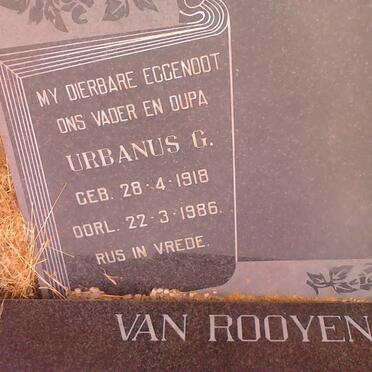 MY DIERBARE EGGENOOT
ONS VADER EN OUPA
URBANUS G.
GEB. 28·4·1918
OORL. 22·3·1986.
RUS IN VREDE.
VAN ROOYEN